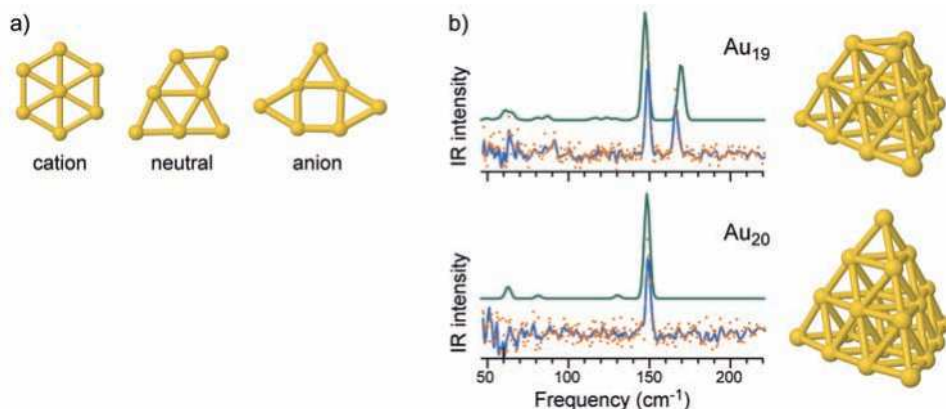 a)
cation neutral anion
b)
Au19
IR intensity
Au20
IR intensity
50 100 150 200
Frequency (cm-1)